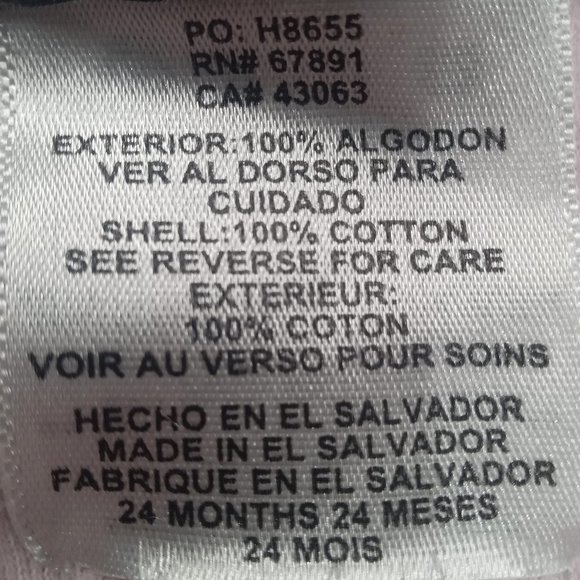 PO: H8655
RN# 67891
CA# 43063
EXTERIOR:100% ALGODON
VER AL DORSO PARA
CUIDADO
SHELL:100% COTTON
SEE REVERSE FOR CARE
EXTERIEUR:
100% COTON
VOIR AU VERSO POUR SOINS
HECHO EN EL SALVADOR
MADE IN EL SALVADOR
FABRIQUE EN EL SALVADOR
24 MONTHS 24 MESES
24 MOIS